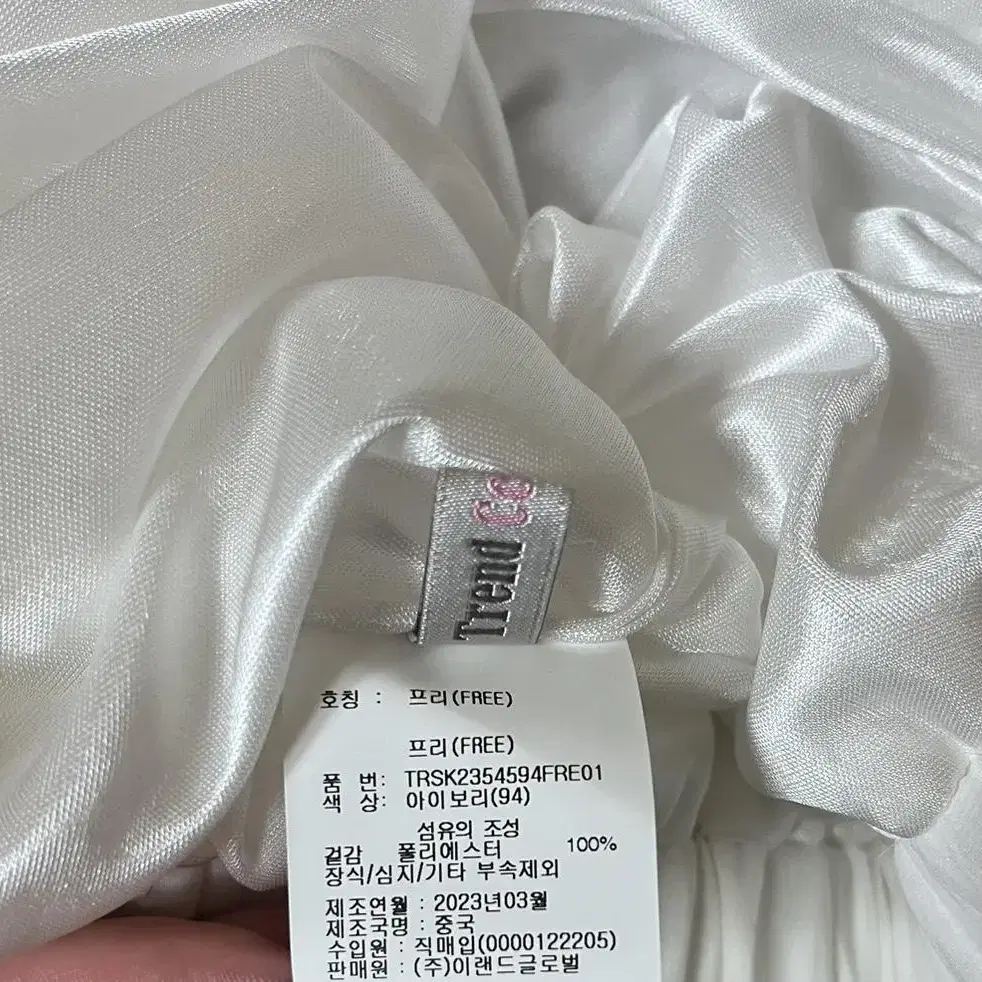 Trend Co
호칭 : 프리(FREE)
프리(FREE)
품 번: TRSK2354594FRE01
색 상: 아이보리(94)
섬유의 조성
겉감 폴리에스터 100%
장식/심지/기타 부속제외
제조연월 : 2023년03월
제조국명 : 중국
수입원 : 직매입(0000122205)
판매원 : (주)이랜드글로벌